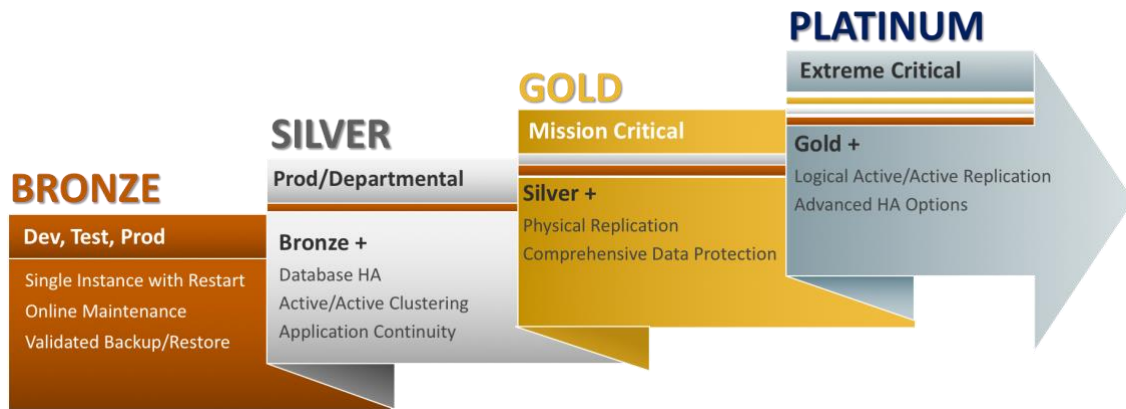 BRONZE
Dev, Test, Prod
Single Instance with Restart
Online Maintenance
Validated Backup/Restore
SILVER
Prod/Departmental
Bronze +
Database HA
Active/Active Clustering
Application Continuity
GOLD
Mission Critical
Silver +
Physical Replication
Comprehensive Data Protection
PLATINUM
Extreme Critical
Gold +
Logical Active/Active Replication
Advanced HA Options